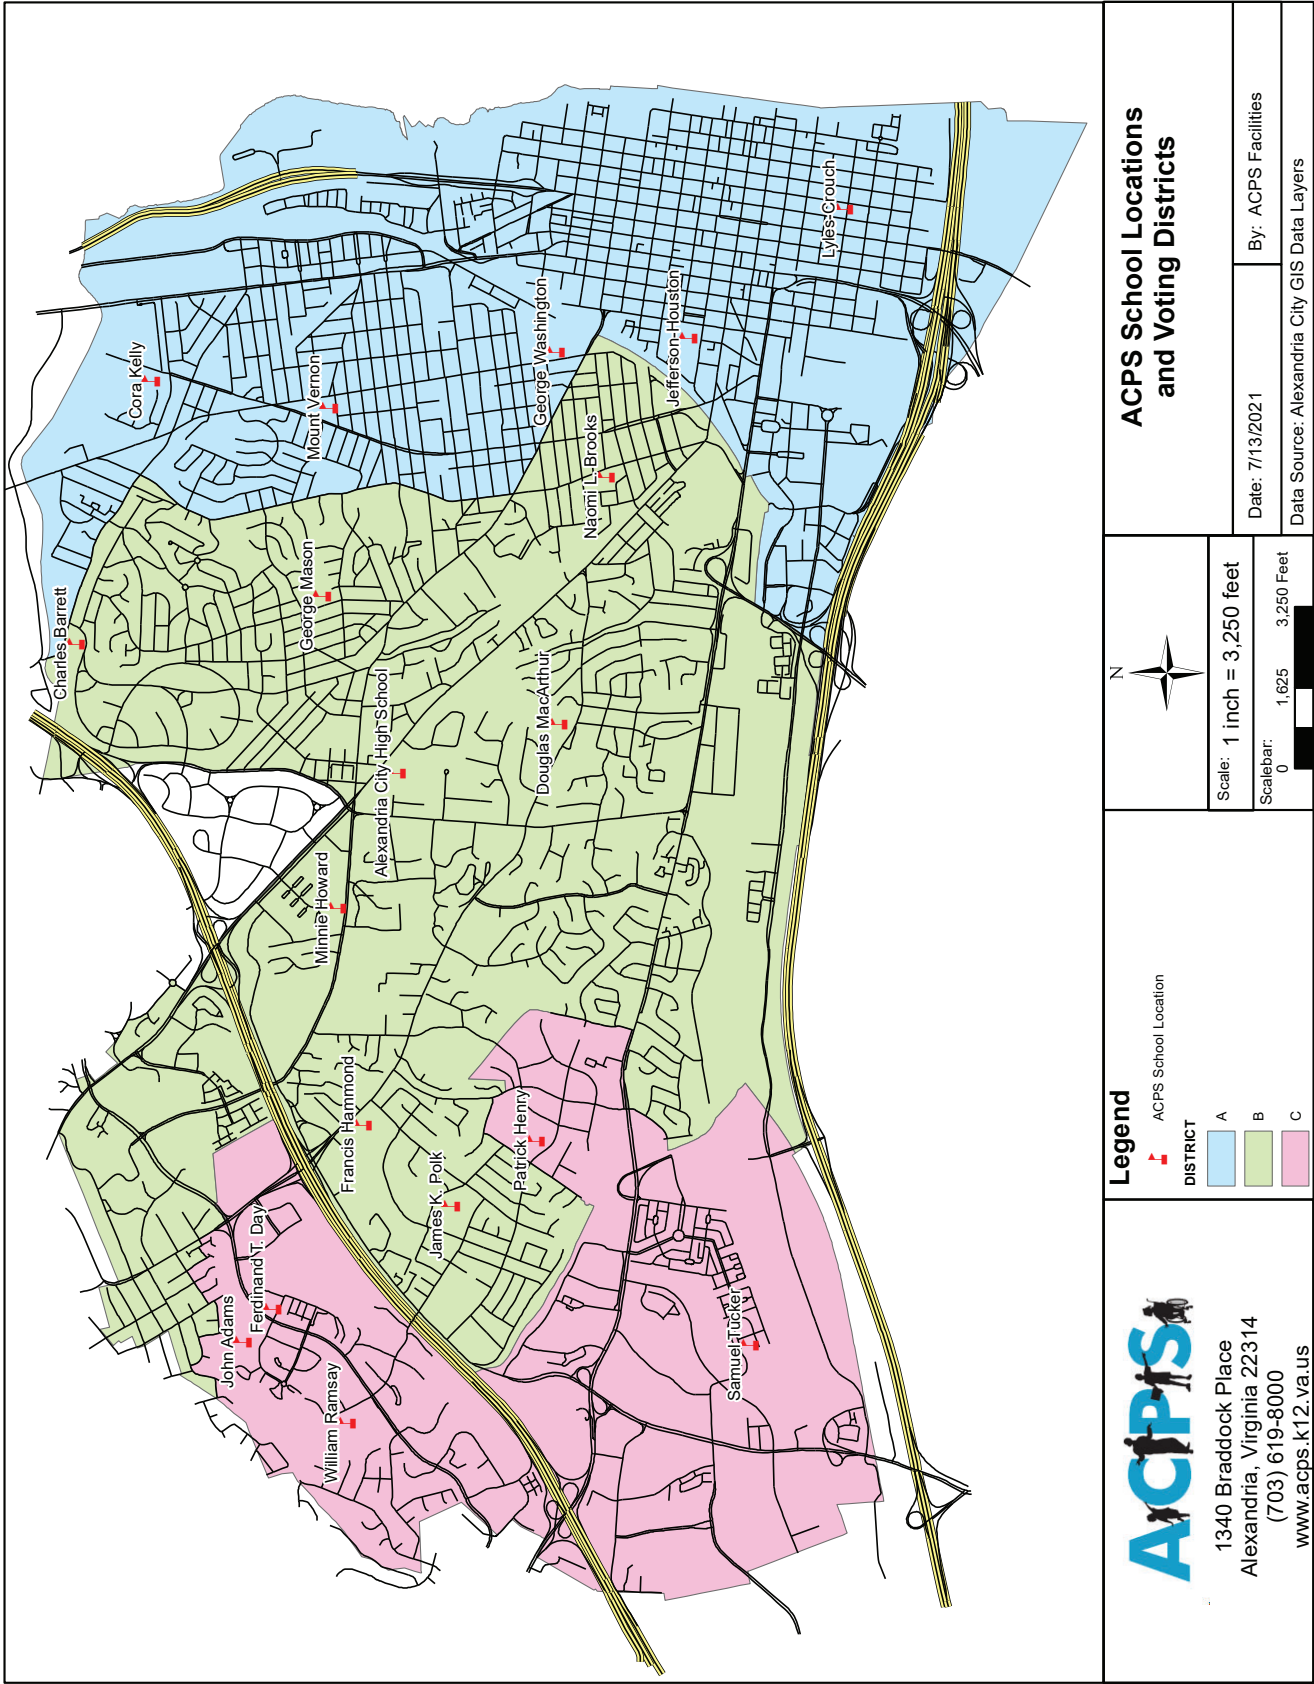 Charles Barrett
Cora Kelly
Mount Vernon
George Mason
Alexandria City High School
Minnie Howard
Francis Hammond
James K. Polk
Patrick Henry
Douglas MacArthur
Naomi L. Brooks
George Washington
Jefferson-Houston
Lyles-Crouch
John Adams
Ferdinand T. Day
William Ramsay
Samuel Tucker
ACPS
1340 Braddock Place
Alexandria, Virginia 22314
(703) 619-8000
www.acps.k12.va.us
Legend
ACPS School Location
DISTRICT
A
B
C
N
Scale: 1 inch = 3,250 feet
Scalebar:
0 1,625 3,250 Feet
ACPS School Locations
and Voting Districts
Date: 7/13/2021
By: ACPS Facilities
Data Source: Alexandria City GIS Data Layers